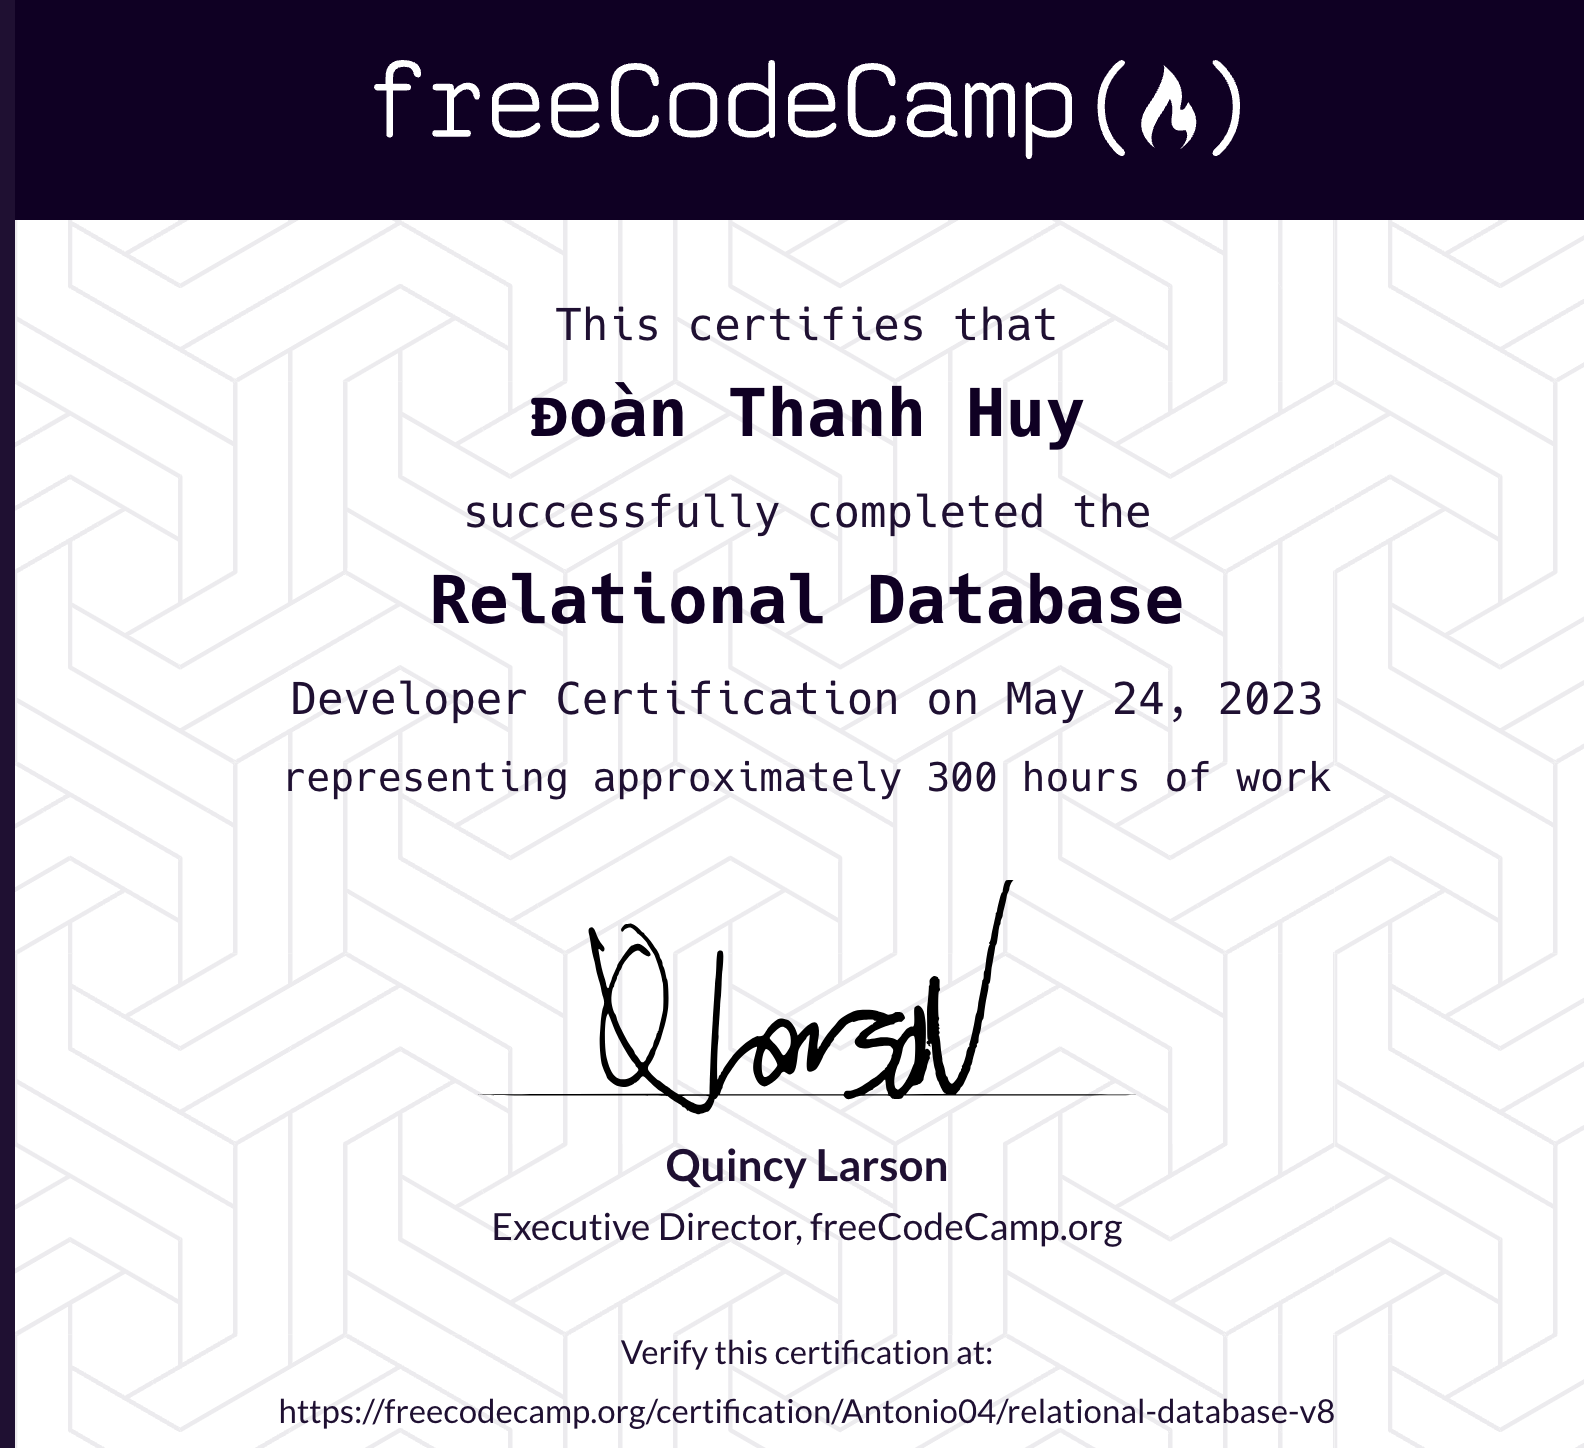 freeCodeCamp(🔥)
This certifies that
Đoàn Thanh Huy
successfully completed the
Relational Database
Developer Certification on May 24, 2023
representing approximately 300 hours of work
Quincy Larson
Executive Director, freeCodeCamp.org
Verify this certification at:
https://freecodecamp.org/certification/Antonio04/relational-database-v8